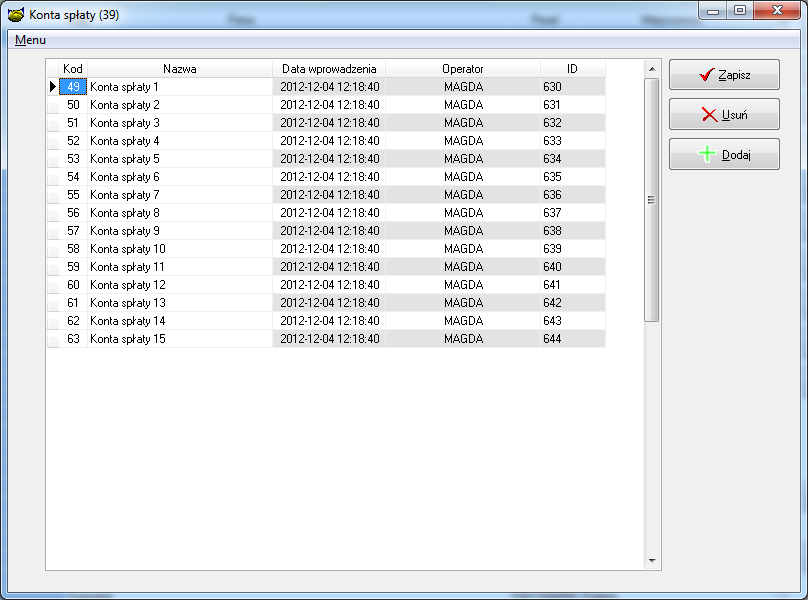 Konta spłaty (39)
Menu
Kod Nazwa Data wprowadzenia Operator ID
49 Konta spłaty 1 2012-12-04 12:18:40 MAGDA 630
50 Konta spłaty 2 2012-12-04 12:18:40 MAGDA 631
51 Konta spłaty 3 2012-12-04 12:18:40 MAGDA 632
52 Konta spłaty 4 2012-12-04 12:18:40 MAGDA 633
53 Konta spłaty 5 2012-12-04 12:18:40 MAGDA 634
54 Konta spłaty 6 2012-12-04 12:18:40 MAGDA 635
55 Konta spłaty 7 2012-12-04 12:18:40 MAGDA 636
56 Konta spłaty 8 2012-12-04 12:18:40 MAGDA 637
57 Konta spłaty 9 2012-12-04 12:18:40 MAGDA 638
58 Konta spłaty 10 2012-12-04 12:18:40 MAGDA 639
59 Konta spłaty 11 2012-12-04 12:18:40 MAGDA 640
60 Konta spłaty 12 2012-12-04 12:18:40 MAGDA 641
61 Konta spłaty 13 2012-12-04 12:18:40 MAGDA 642
62 Konta spłaty 14 2012-12-04 12:18:40 MAGDA 643
63 Konta spłaty 15 2012-12-04 12:18:40 MAGDA 644
Zapisz
Usuń
Dodaj